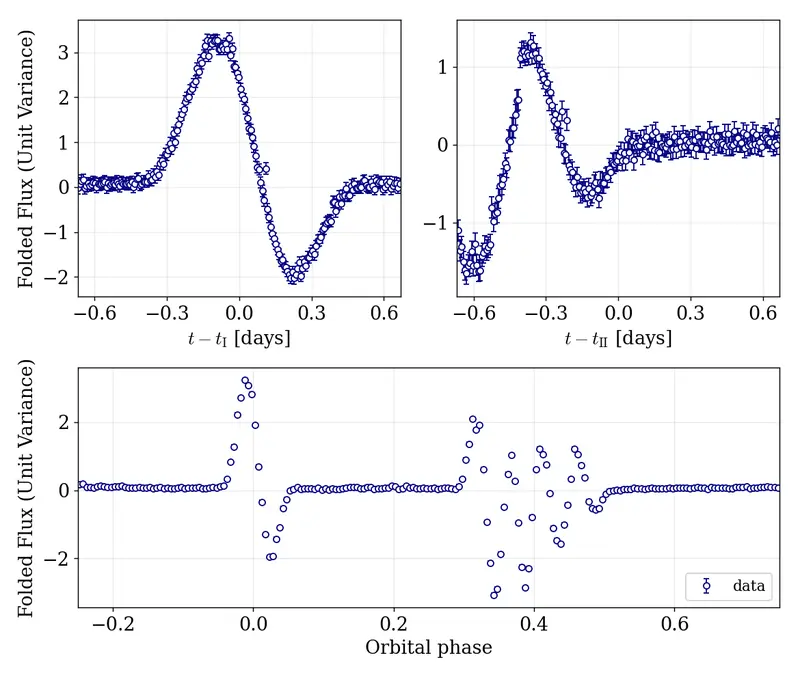 Folded Flux (Unit Variance)
3
2
1
0
−1
−2
−0.6 −0.3 0.0 0.3 0.6
t − tI [days]
1
0
−1
−0.6 −0.3 0.0 0.3 0.6
t − tII [days]
Folded Flux (Unit Variance)
2
0
−2
data
−0.2 0.0 0.2 0.4 0.6
Orbital phase